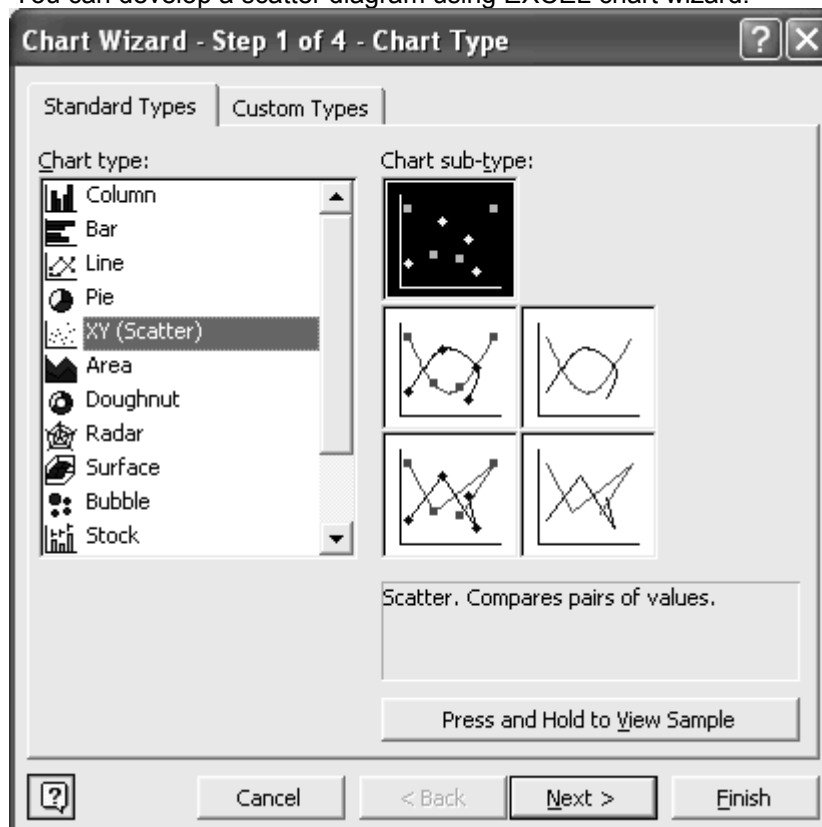 You can develop a scatter diagram using EXCEL chart wizard.
Chart Wizard - Step 1 of 4 - Chart Type
Standard Types
Custom Types
Chart type:
Chart sub-type:
Column
Bar
Line
Pie
XY (Scatter)
Area
Doughnut
Radar
Surface
Bubble
Stock
Scatter. Compares pairs of values.
Press and Hold to View Sample
Cancel
< Back
Next >
Finish